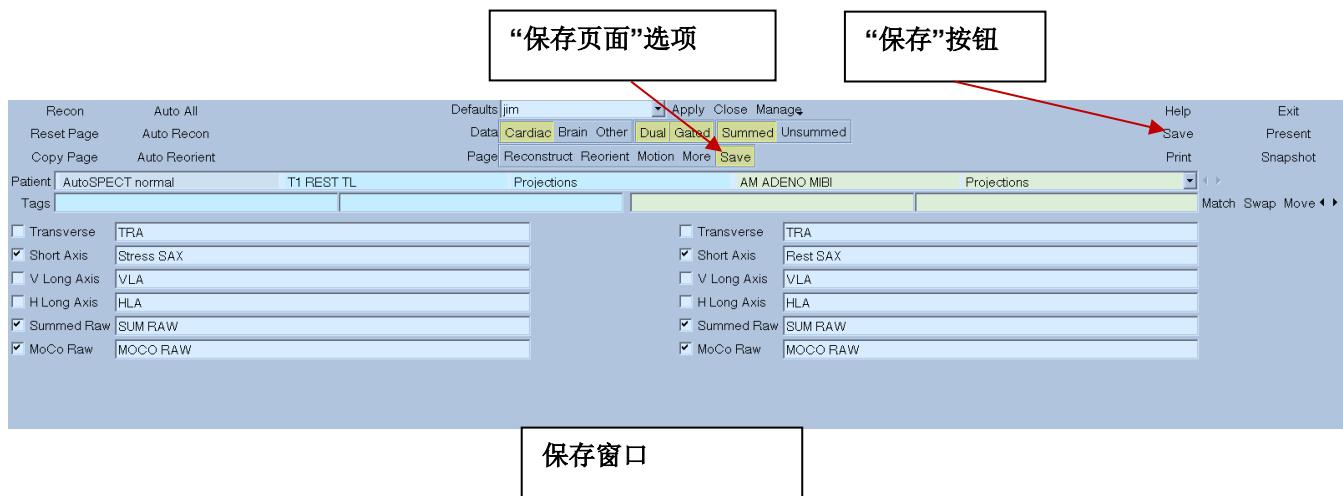 “保存页面”选项
“保存”按钮
Recon Auto All Defaults jim Apply Close Manage Help Exit
Reset Page Auto Recon Data Cardiac Brain Other Dual Gated Summed Unsummed Save Present
Copy Page Auto Reorient Page Reconstruct Reorient Motion More Save Print Snapshot
Patient AutoSPECT normal T1 REST TL Projections AM ADENO MIBI Projections
Tags Match Swap Move
Transverse TRA Transverse TRA
Short Axis Stress SAX Short Axis Rest SAX
V Long Axis VLA V Long Axis VLA
H Long Axis HLA H Long Axis HLA
Summed Raw SUM RAW Summed Raw SUM RAW
MoCo Raw MOCO RAW MoCo Raw MOCO RAW
保存窗口